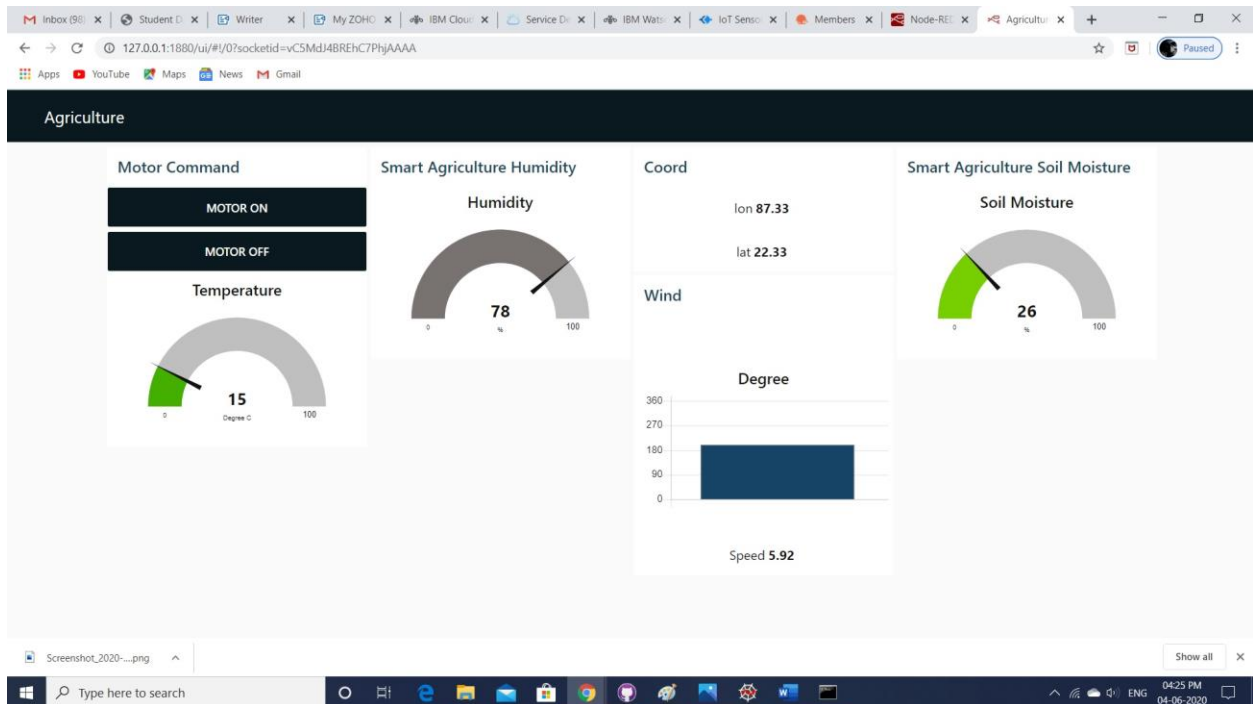 Inbox (98) Student D Writer My ZOHO IBM Cloud Service De IBM Wats IoT Senso Members Node-RED Agricultur
127.0.0.1:1880/ui/#!/0?socketid=vC5MdJ4BREhC7PhjAAAA Paused
Apps YouTube Maps News Gmail
Agriculture
Motor Command
MOTOR ON
MOTOR OFF
Temperature
15
Degree C
0 100
Smart Agriculture Humidity
Humidity
78
%
0 100
Coord
lon 87.33
lat 22.33
Wind
Degree
360
270
180
90
0
Speed 5.92
Smart Agriculture Soil Moisture
Soil Moisture
26
%
0 100
Screenshot_2020-....png Show all
Type here to search ENG 04:25 PM
04-06-2020